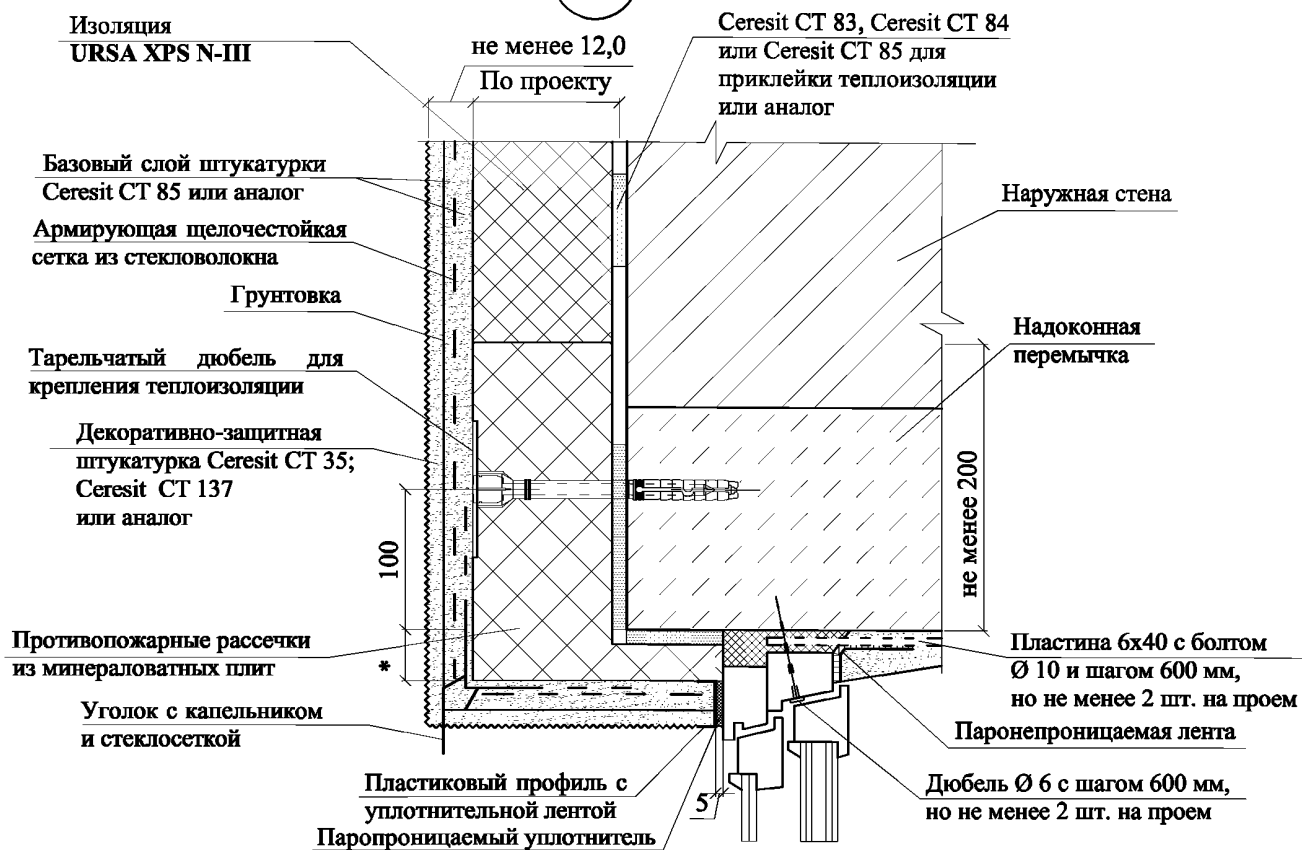 Изоляция
URSA XPS N-III
не менее 12,0
По проекту
Ceresit CT 83, Ceresit CT 84
или Ceresit CT 85 для
приклейки теплоизоляции
или аналог
Базовый слой штукатурки
Ceresit CT 85 или аналог
Армирующая щелочестойкая
сетка из стекловолокна
Грунтовка
Тарельчатый дюбель для
крепления теплоизоляции
Декоративно-защитная
штукатурка Ceresit CT 35;
Ceresit CT 137
или аналог
100
*
Противопожарные рассечки
из минераловатных плит
Уголок с капельником
и стеклосеткой
Пластиковый профиль с
уплотнительной лентой
Паропроницаемый уплотнитель
5
Наружная стена
Надоконная
перемычка
не менее 200
Пластина 6х40 с болтом
Ø 10 и шагом 600 мм,
но не менее 2 шт. на проем
Паронепроницаемая лента
Дюбель Ø 6 с шагом 600 мм,
но не менее 2 шт. на проем